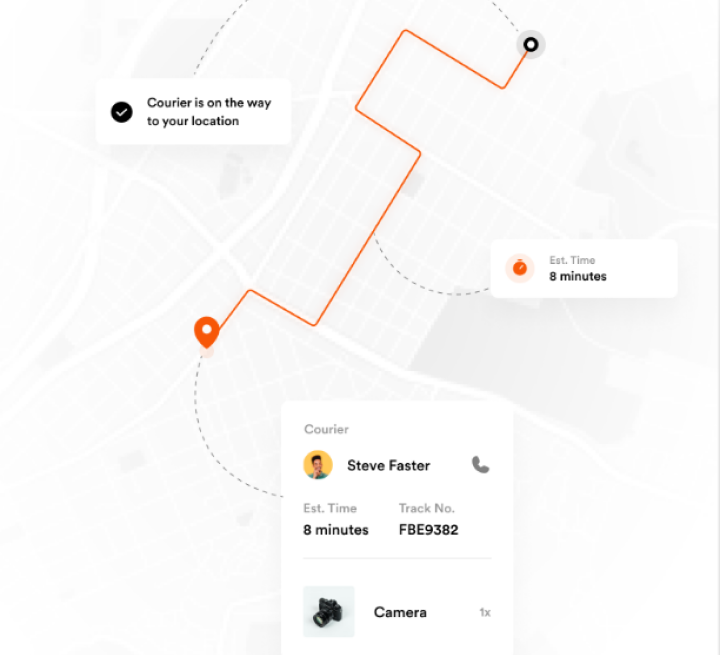 Courier is on the way
to your location
Est. Time
8 minutes
Courier
Steve Faster
Est. Time Track No.
8 minutes FBE9382
Camera 1x